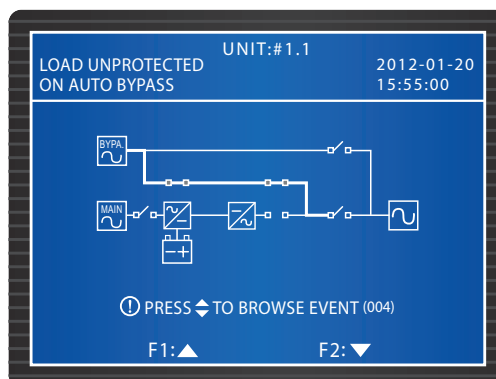 UNIT:#1.1
LOAD UNPROTECTED
ON AUTO BYPASS
2012-01-20
15:55:00
BYPA.
MAIN
PRESS TO BROWSE EVENT (004)
F1: F2: